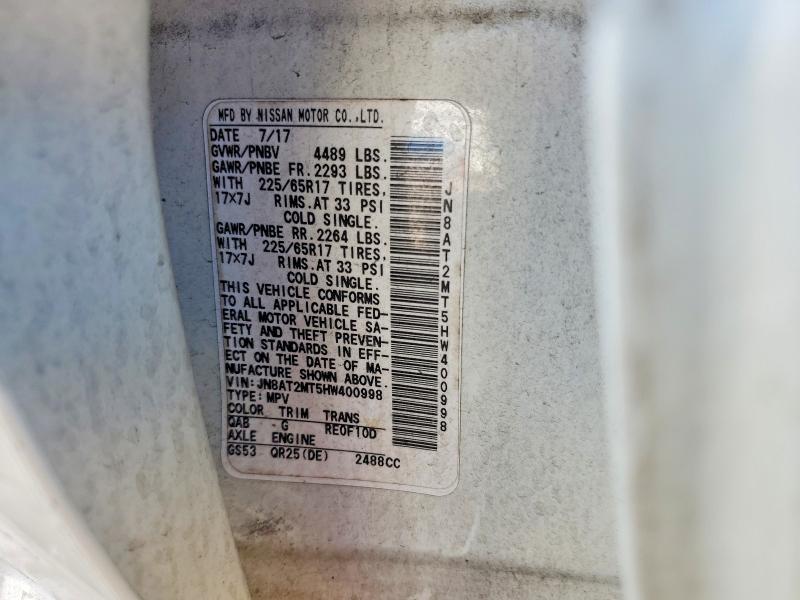 MFD BY NISSAN MOTOR CO.,LTD.
DATE 7/17
GVWR/PNBV 4489 LBS.
GAWR/PNBE FR.2293 LBS.
WITH 225/65R17 TIRES,
17X7J RIMS.AT 33 PSI
COLD SINGLE.
GAWR/PNBE RR.2264 LBS.
WITH 225/65R17 TIRES,
17X7J RIMS.AT 33 PSI
COLD SINGLE.
THIS VEHICLE CONFORMS
TO ALL APPLICABLE FED-
ERAL MOTOR VEHICLE SA-
FETY AND THEFT PREVEN-
TION STANDARDS IN EFF-
ECT ON THE DATE OF MA-
NUFACTURE SHOWN ABOVE.
VIN:JN8AT2MT5HW400998
TYPE:MPV
COLOR TRIM TRANS
QAB G RE0F10D
AXLE ENGINE
GS53 QR25(DE) 2488CC
JN8AT2MT5HW400998